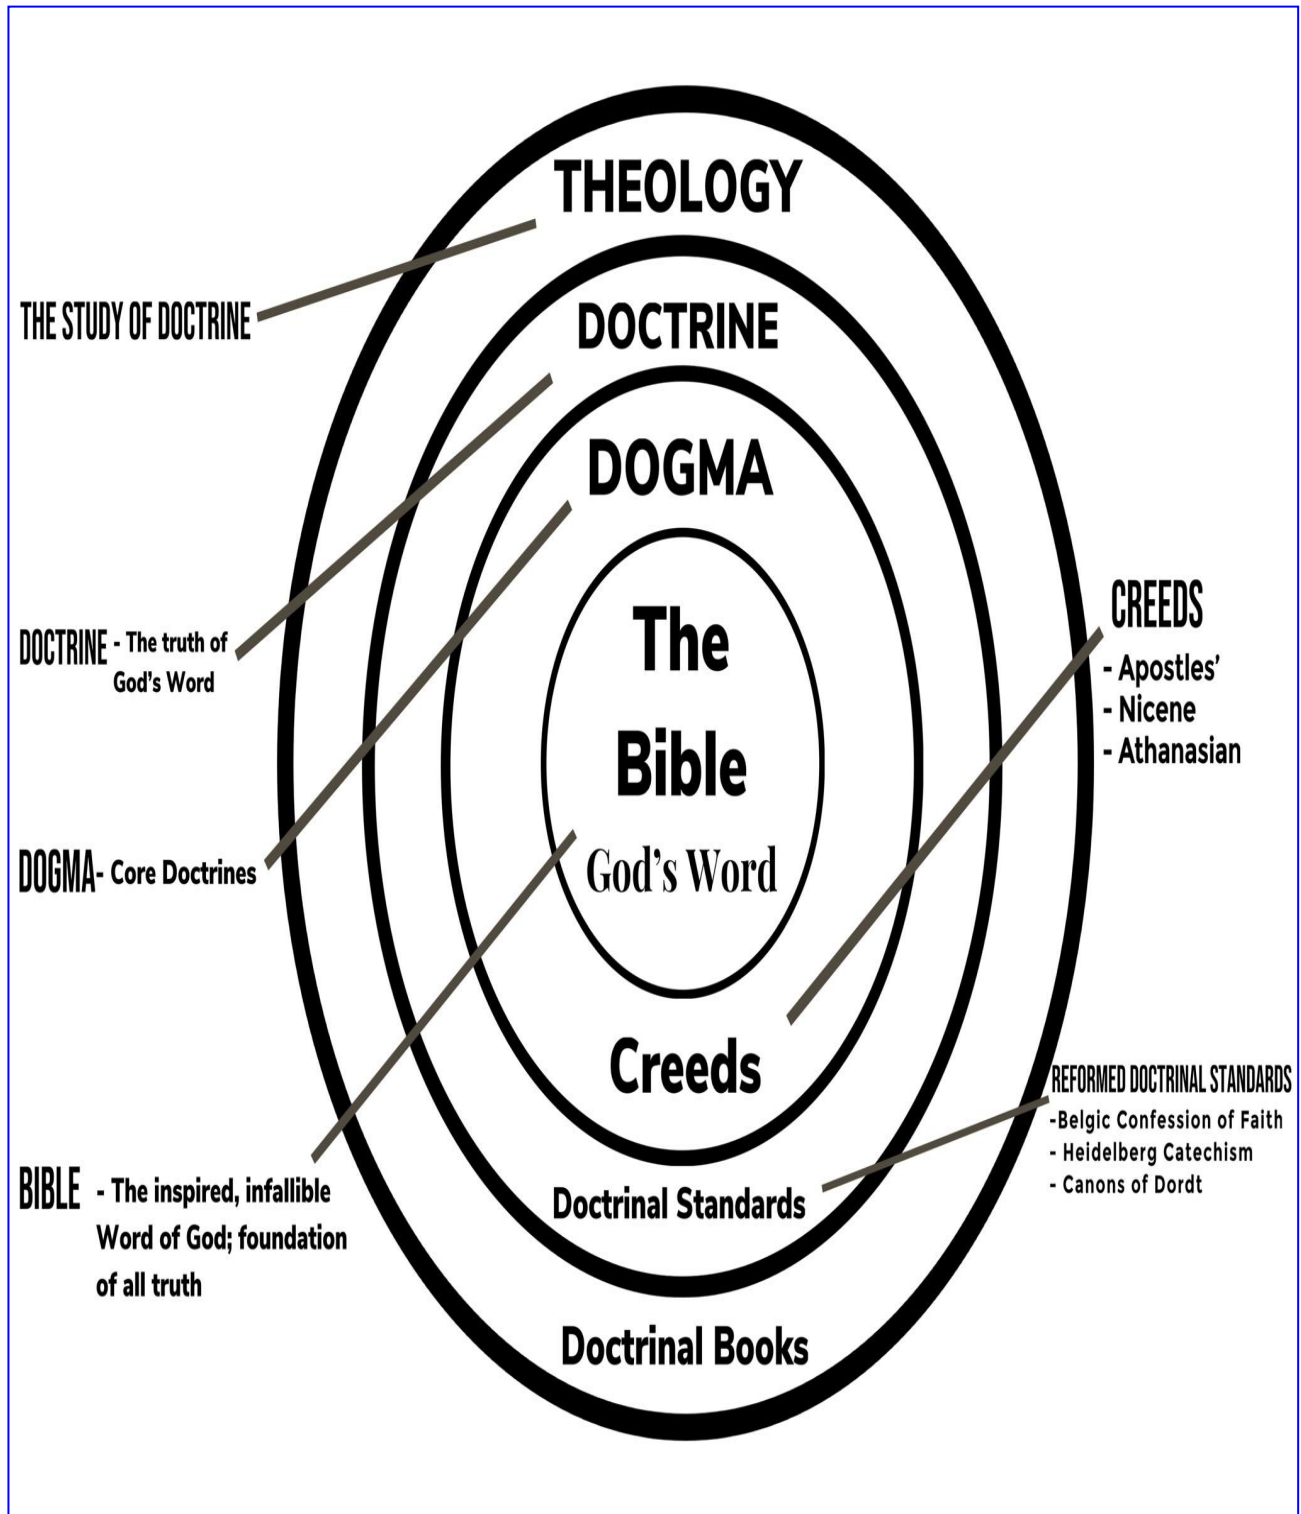 THEOLOGY
THE STUDY OF DOCTRINE
DOCTRINE
DOGMA
The
Bible
God's Word
DOCTRINE - The truth of
God's Word
DOGMA- Core Doctrines
BIBLE - The inspired, infallible
Word of God; foundation
of all truth
CREEDS
- Apostles'
- Nicene
- Athanasian
Creeds
REFORMED DOCTRINAL STANDARDS
-Belgic Confession of Faith
- Heidelberg Catechism
- Canons of Dordt
Doctrinal Standards
Doctrinal Books